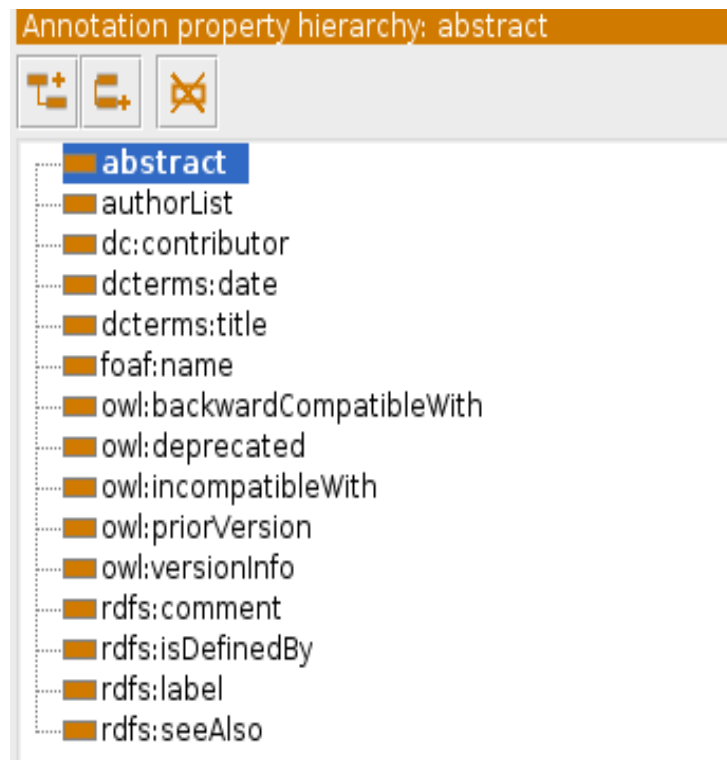 Annotation property hierarchy: abstract
abstract
authorList
dc:contributor
dcterms:date
dcterms:title
foaf:name
owl:backwardCompatibleWith
owl:deprecated
owl:incompatibleWith
owl:priorVersion
owl:versionInfo
rdfs:comment
rdfs:isDefinedBy
rdfs:label
rdfs:seeAlso